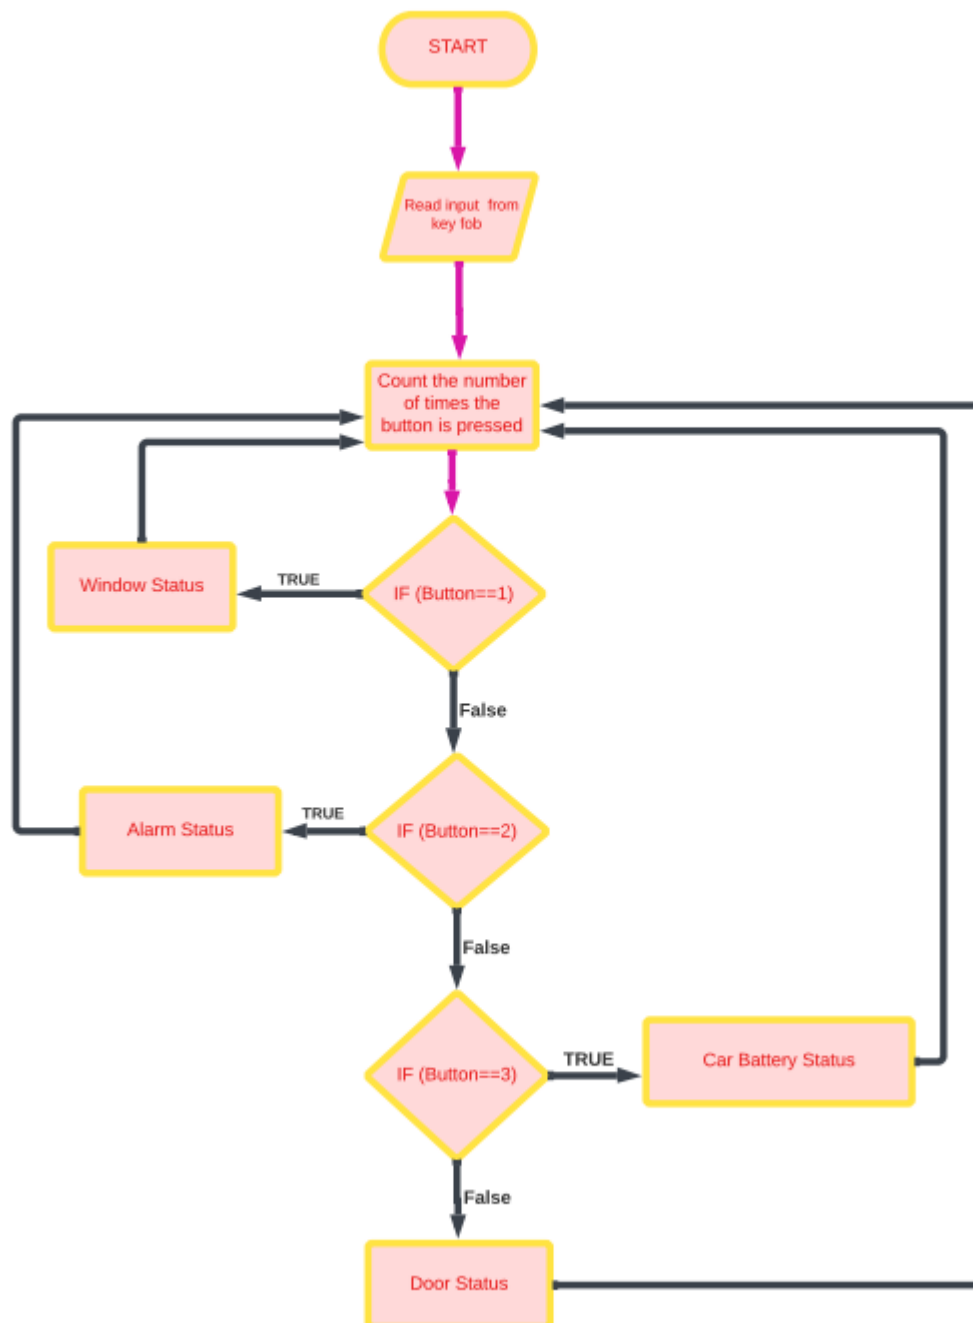 START
Read input from
key fob
Count the number
of times the
button is pressed
Window Status
TRUE
IF (Button==1)
False
Alarm Status
TRUE
IF (Button==2)
False
IF (Button==3)
TRUE
Car Battery Status
False
Door Status